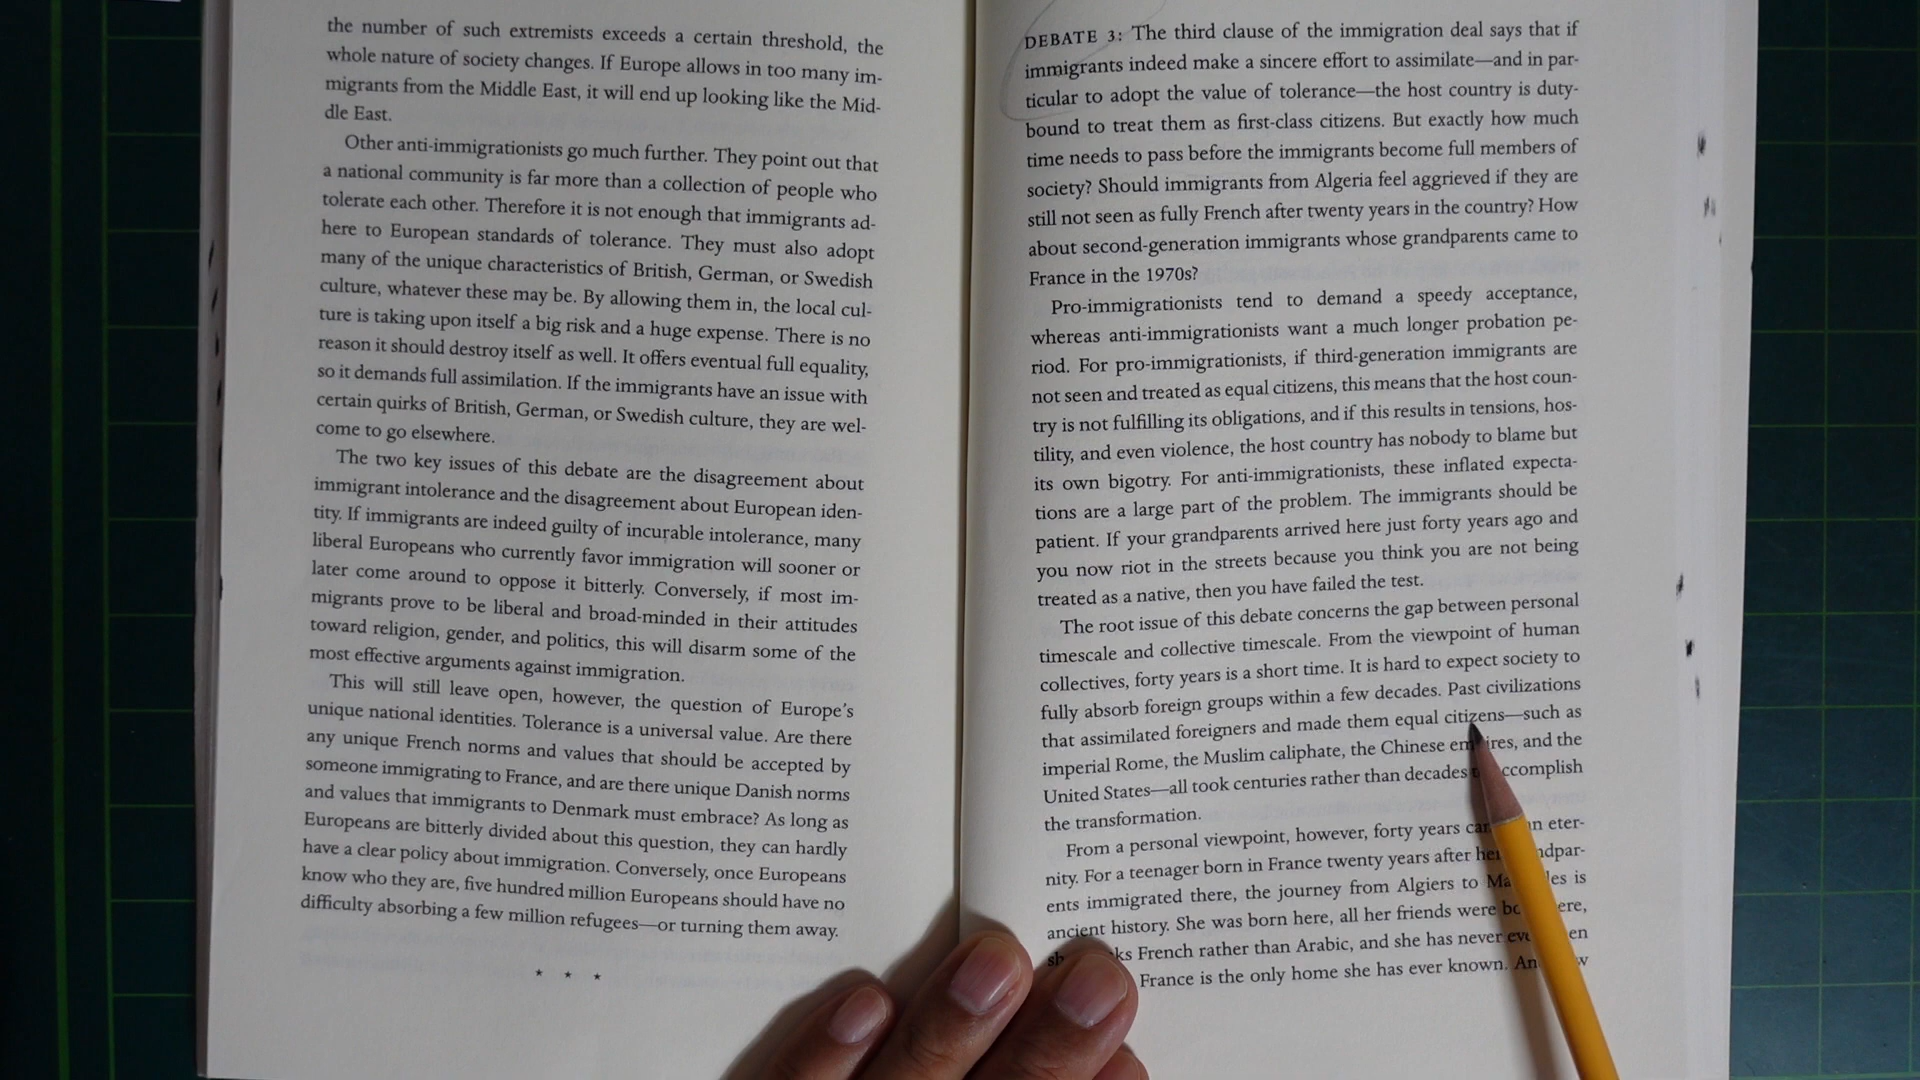 the number of such extremists exceeds a certain threshold, the
whole nature of society changes. If Europe allows in too many im-
migrants from the Middle East, it will end up looking like the Mid-
dle East.
Other anti-immigrationists go much further. They point out that
a national community is far more than a collection of people who
tolerate each other. Therefore it is not enough that immigrants ad-
here to European standards of tolerance. They must also adopt
many of the unique characteristics of British, German, or Swedish
culture, whatever these may be. By allowing them in, the local cul-
ture is taking upon itself a big risk and a huge expense. There is no
reason it should destroy itself as well. It offers eventual full equality,
so it demands full assimilation. If the immigrants have an issue with
certain quirks of British, German, or Swedish culture, they are wel-
come to go elsewhere.
The two key issues of this debate are the disagreement about
immigrant intolerance and the disagreement about European iden-
tity. If immigrants are indeed guilty of incurable intolerance, many
liberal Europeans who currently favor immigration will sooner or
later come around to oppose it bitterly. Conversely, if most im-
migrants prove to be liberal and broad-minded in their attitudes
toward religion, gender, and politics, this will disarm some of the
most effective arguments against immigration.
This will still leave open, however, the question of Europe's
unique national identities. Tolerance is a universal value. Are there
any unique French norms and values that should be accepted by
someone immigrating to France, and are there unique Danish norms
and values that immigrants to Denmark must embrace? As long as
Europeans are bitterly divided about this question, they can hardly
have a clear policy about immigration. Conversely, once Europeans
know who they are, five hundred million Europeans should have no
difficulty absorbing a few million refugees—or turning them away.
* * *
DEBATE 3: The third clause of the immigration deal says that if
immigrants indeed make a sincere effort to assimilate—and in par-
ticular to adopt the value of tolerance—the host country is duty-
bound to treat them as first-class citizens. But exactly how much
time needs to pass before the immigrants become full members of
society? Should immigrants from Algeria feel aggrieved if they are
still not seen as fully French after twenty years in the country? How
about second-generation immigrants whose grandparents came to
France in the 1970s?
Pro-immigrationists tend to demand a speedy acceptance,
whereas anti-immigrationists want a much longer probation pe-
riod. For pro-immigrationists, if third-generation immigrants are
not seen and treated as equal citizens, this means that the host coun-
try is not fulfilling its obligations, and if this results in tensions, hos-
tility, and even violence, the host country has nobody to blame but
its own bigotry. For anti-immigrationists, these inflated expecta-
tions are a large part of the problem. The immigrants should be
patient. If your grandparents arrived here just forty years ago and
you now riot in the streets because you think you are not being
treated as a native, then you have failed the test.
The root issue of this debate concerns the gap between personal
timescale and collective timescale. From the viewpoint of human
collectives, forty years is a short time. It is hard to expect society to
fully absorb foreign groups within a few decades. Past civilizations
that assimilated foreigners and made them equal citizens—such as
imperial Rome, the Muslim caliphate, the Chinese empires, and the
United States—all took centuries rather than decades accomplish
the transformation.
From a personal viewpoint, however, forty years can an eter-
nity. For a teenager born in France twenty years after her
ents immigrated there, the journey from Algiers to Marseilles is
ancient history. She was born here, all her friends were born here,
French rather than Arabic, and she has never even
France is the only home she has ever known. And